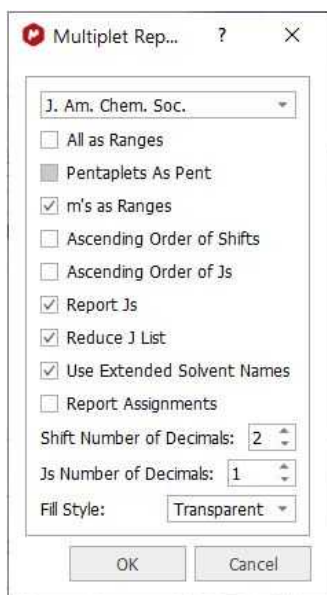 Multiplet Rep... ?
J. Am. Chem. Soc.
All as Ranges
Pentaplets As Pent
m's as Ranges
Ascending Order of Shifts
Ascending Order of Js
Report Js
Reduce J List
Use Extended Solvent Names
Report Assignments
Shift Number of Decimals: 2
Js Number of Decimals: 1
Fill Style: Transparent
OK Cancel